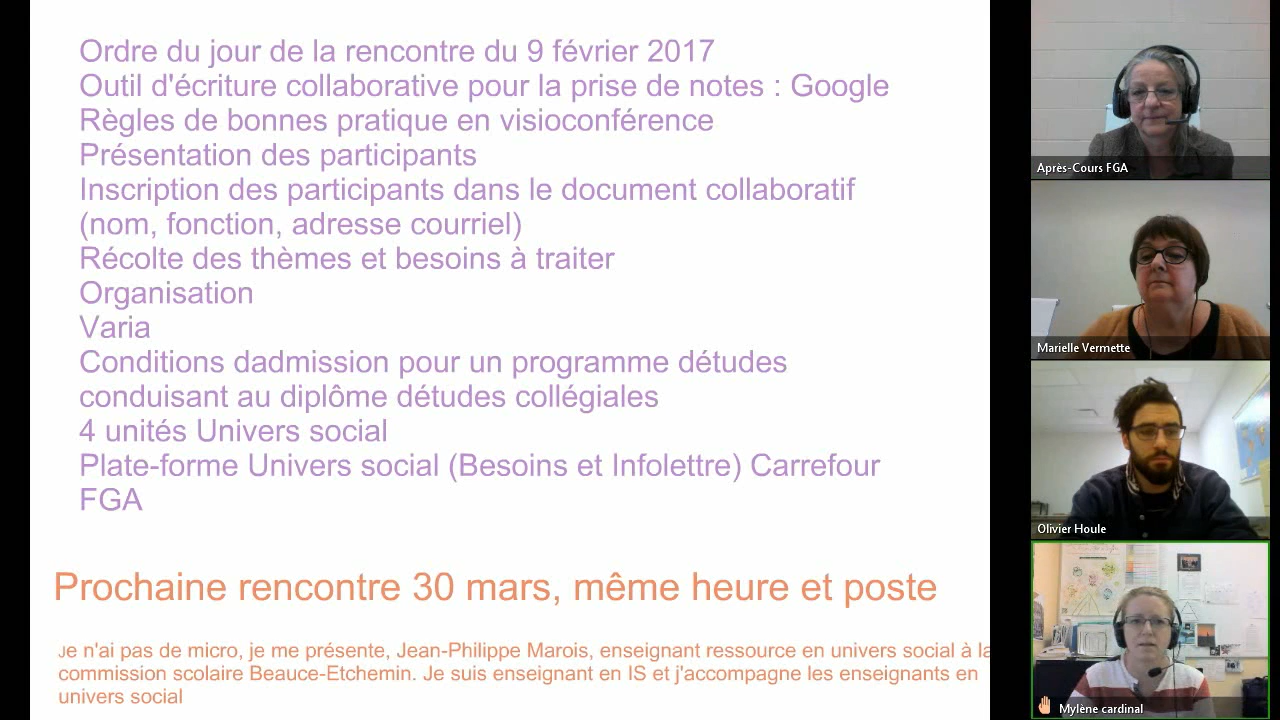 Ordre du jour de la rencontre du 9 février 2017
Outil d'écriture collaborative pour la prise de notes : Google
Règles de bonnes pratique en visioconférence
Présentation des participants
Inscription des participants dans le document collaboratif
(nom, fonction, adresse courriel)
Récolte des thèmes et besoins à traiter
Organisation
Varia
Conditions dadmission pour un programme détudes
conduisant au diplôme détudes collégiales
4 unités Univers social
Plate-forme Univers social (Besoins et Infolettre) Carrefour
FGA
Prochaine rencontre 30 mars, même heure et poste
Je n'ai pas de micro, je me présente, Jean-Philippe Marois, enseignant ressource en univers social à la
commission scolaire Beauce-Etchemin. Je suis enseignant en IS et j'accompagne les enseignants en
univers social
Après-Cours FGA
Marielle Vermette
Olivier Houle
Mylène cardinal